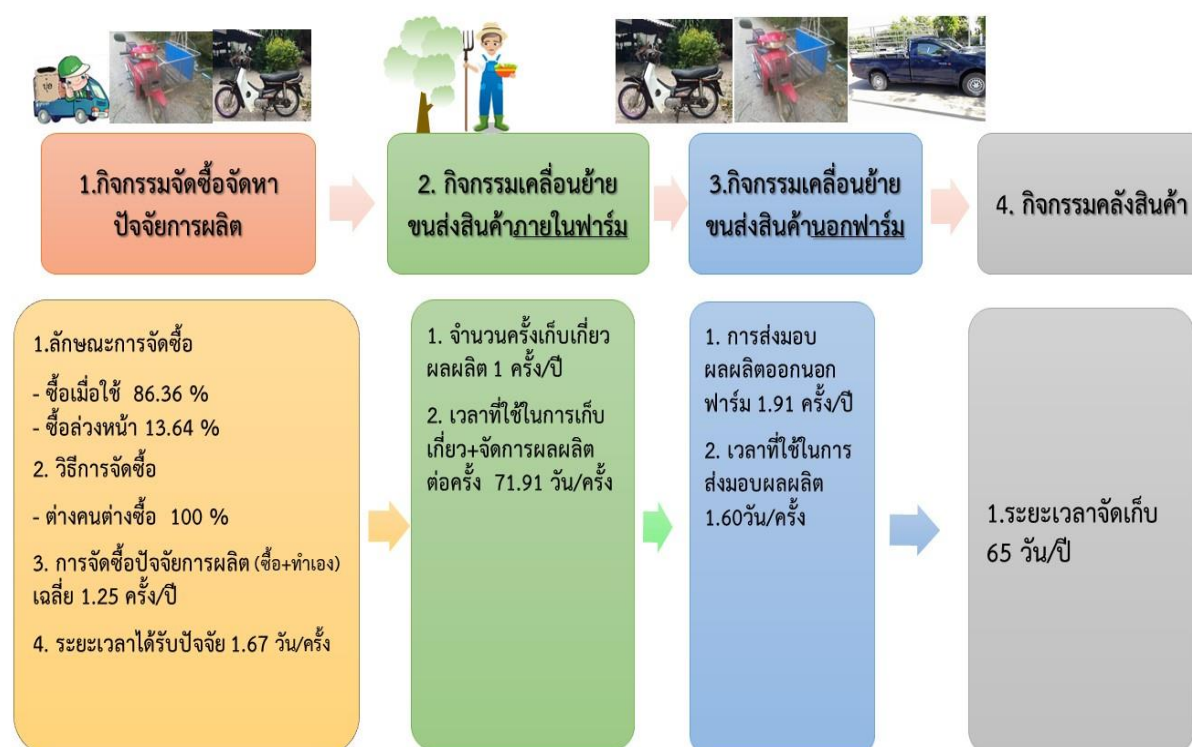 ปุ๋ย
1.กิจกรรมจัดซื้อจัดหา
ปัจจัยการผลิต
2. กิจกรรมเคลื่อนย้าย
ขนส่งสินค้าภายในฟาร์ม
3.กิจกรรมเคลื่อนย้าย
ขนส่งสินค้านอกฟาร์ม
4. กิจกรรมคลังสินค้า
1.ลักษณะการจัดซื้อ
- ซื้อเมื่อใช้ 86.36 %
- ซื้อล่วงหน้า 13.64 %
2. วิธีการจัดซื้อ
- ต่างคนต่างซื้อ 100 %
3. การจัดซื้อปัจจัยการผลิต (ซื้อ+ทำเอง)
เฉลี่ย 1.25 ครั้ง/ปี
4. ระยะเวลาได้รับปัจจัย 1.67 วัน/ครั้ง
1. จำนวนครั้งเก็บเกี่ยว
ผลผลิต 1 ครั้ง/ปี
2. เวลาที่ใช้ในการเก็บ
เกี่ยว+จัดการผลผลิต
ต่อครั้ง 71.91 วัน/ครั้ง
1. การส่งมอบ
ผลผลิตออกนอก
ฟาร์ม 1.91 ครั้ง/ปี
2. เวลาที่ใช้ในการ
ส่งมอบผลผลิต
1.60วัน/ครั้ง
1.ระยะเวลาจัดเก็บ
65 วัน/ปี